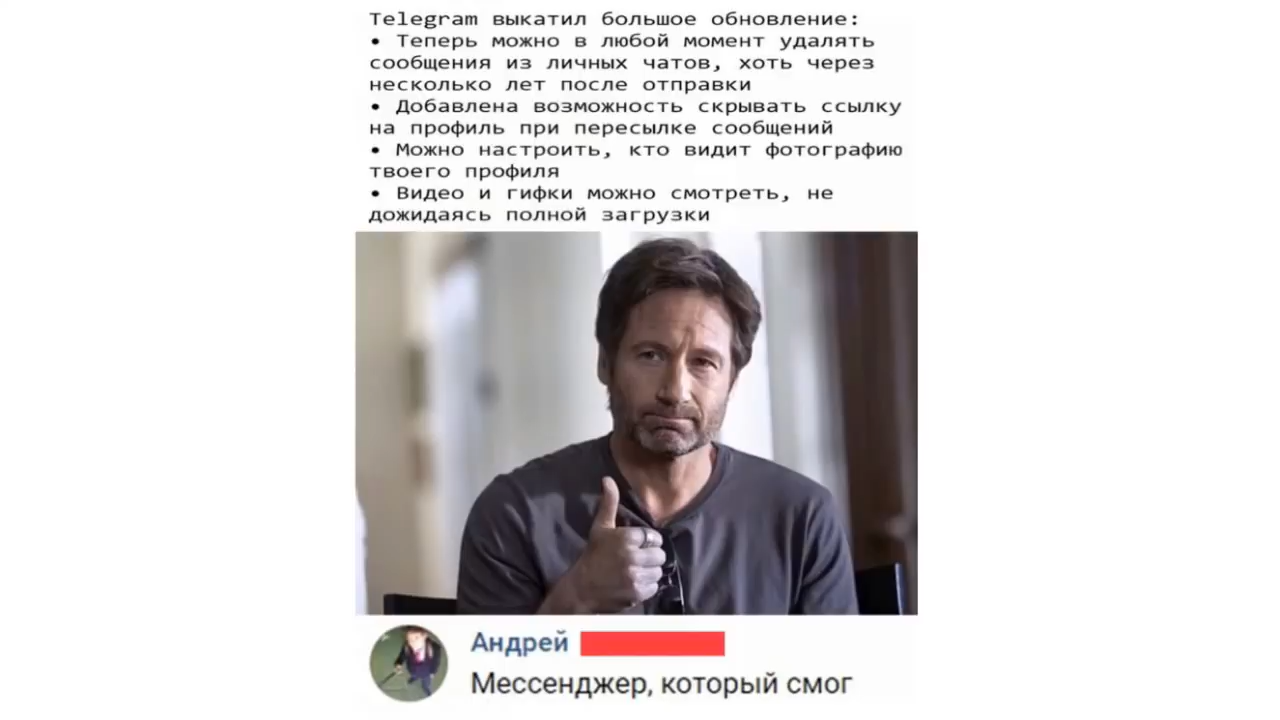 Telegram выкатил большое обновление:
• Теперь можно в любой момент удалять
сообщения из личных чатов, хоть через
несколько лет после отправки
• Добавлена возможность скрывать ссылку
на профиль при пересылке сообщений
• Можно настроить, кто видит фотографию
твоего профиля
• Видео и гифки можно смотреть, не
дожидаясь полной загрузки
Андрей
Мессенджер, который смог